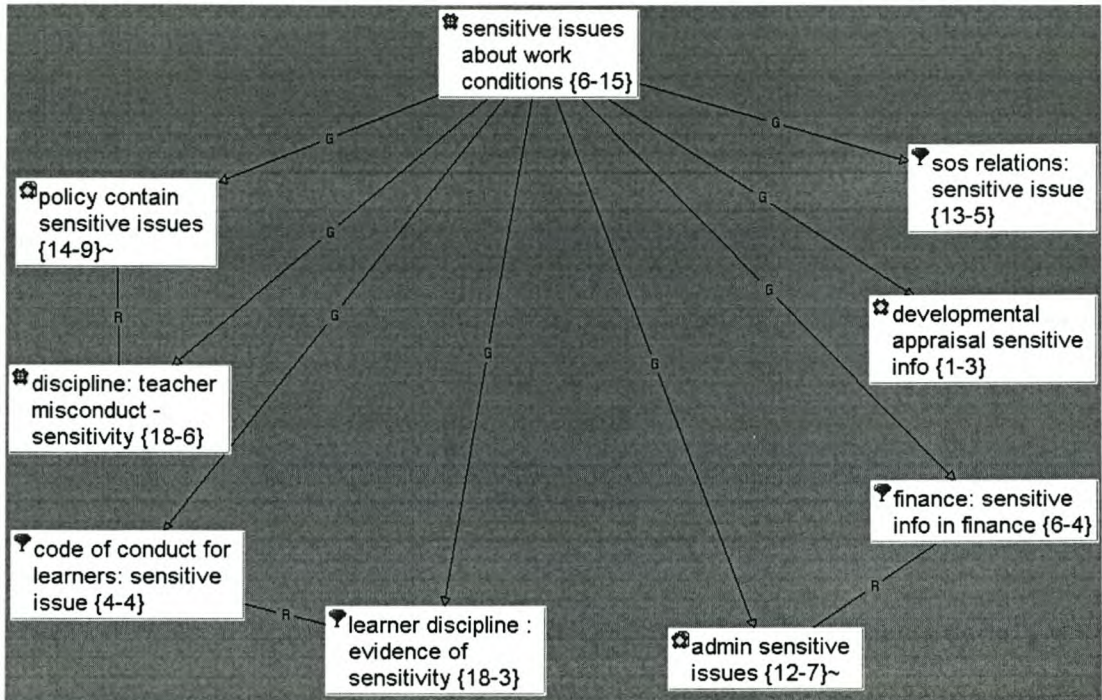 sensitive issues
about work
conditions {6-15}
G
G
sos relations:
sensitive issue
{13-5}
policy contain
sensitive issues
{14-9}~
G
G
G
G
developmental
appraisal sensitive
info {1-3}
R
G
G
discipline: teacher
misconduct -
sensitivity {18-6}
finance: sensitive
info in finance {6-4}
code of conduct for
learners: sensitive
issue {4-4}
R
R
learner discipline :
evidence of
sensitivity {18-3}
admin sensitive
issues {12-7}~